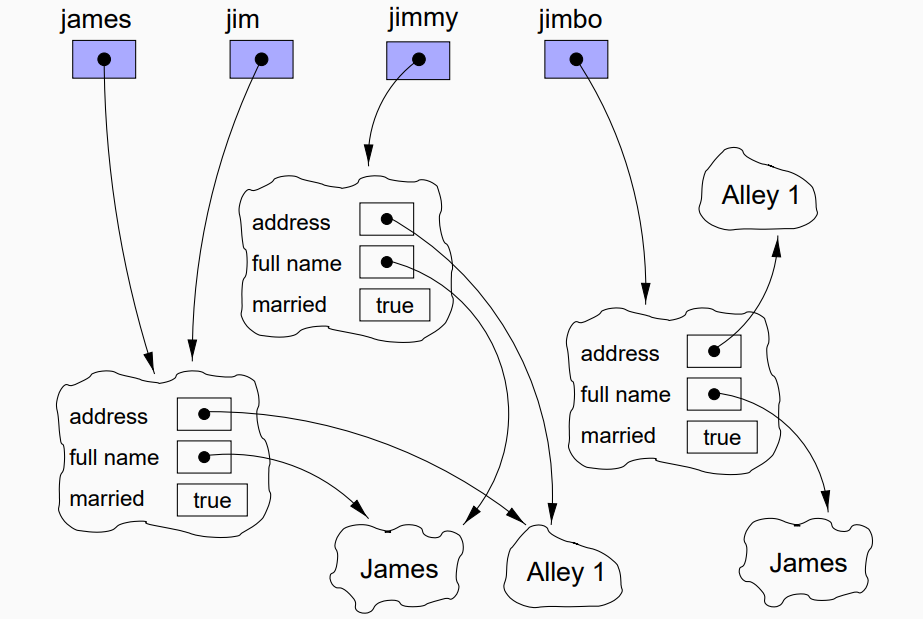 james
jim
jimmy
jimbo
Alley 1
address
full name
married
true
address
full name
married
true
address
full name
married
true
James
Alley 1
James